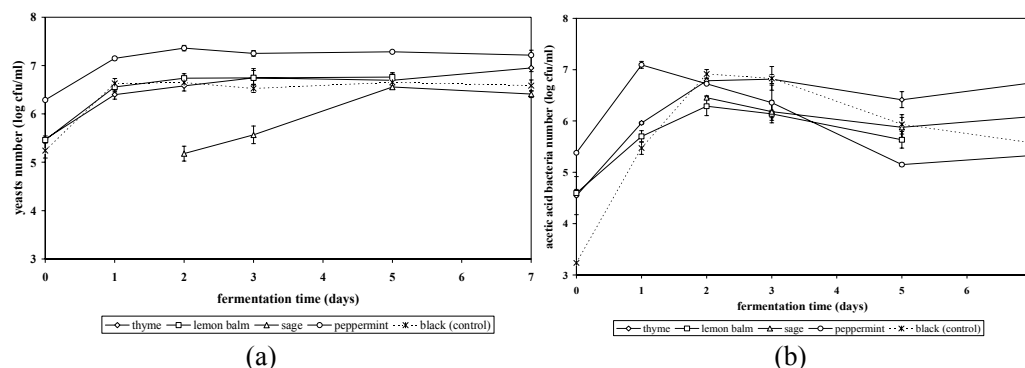 8
7
6
5
4
3
yeasts number (log cfu/ml)
0 1 2 3 4 5 6 7
fermentation time (days)
thyme lemon balm sage peppermint black (control)
(a)
8
7
6
5
4
3
acetic acid bacteria number (log cfu/ml)
0 1 2 3 4 5 6
fermentation time (days)
thyme lemon balm sage peppermint black (control)
(b)